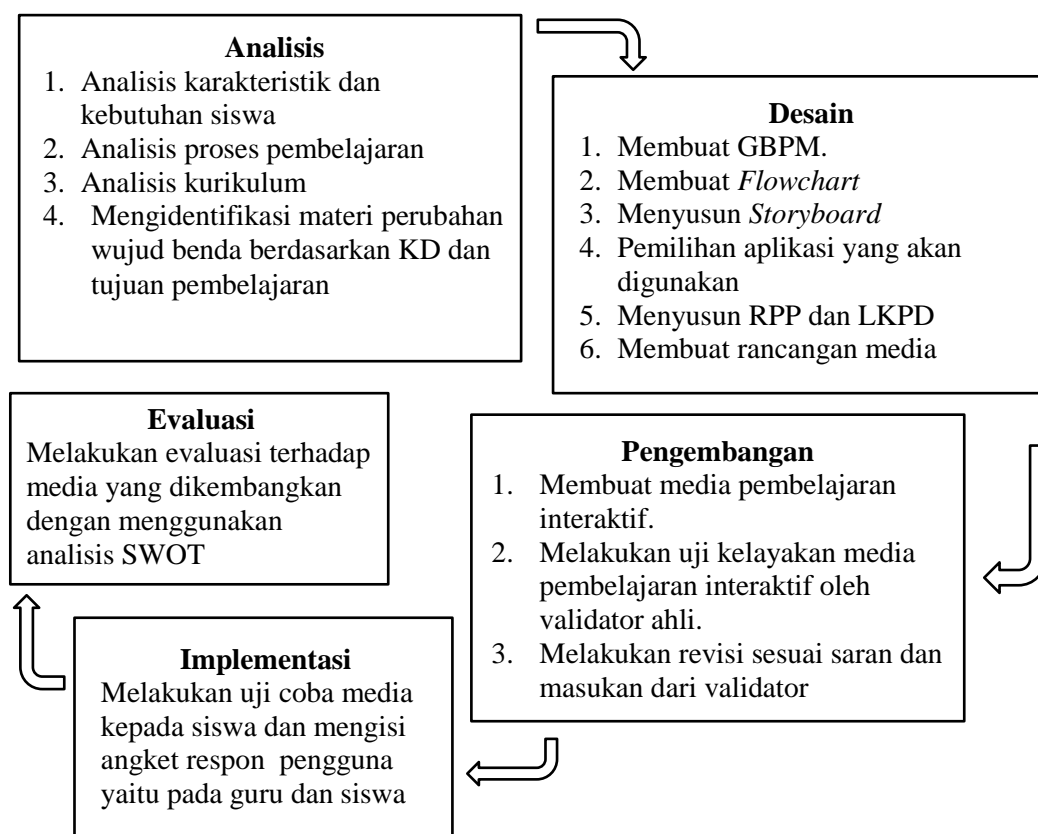 Analisis
1. Analisis karakteristik dan
kebutuhan siswa
2. Analisis proses pembelajaran
3. Analisis kurikulum
4. Mengidentifikasi materi perubahan
wujud benda berdasarkan KD dan
tujuan pembelajaran
Desain
1. Membuat GBPM.
2. Membuat Flowchart
3. Menyusun Storyboard
4. Pemilihan aplikasi yang akan
digunakan
5. Menyusun RPP dan LKPD
6. Membuat rancangan media
Pengembangan
1. Membuat media pembelajaran
interaktif.
2. Melakukan uji kelayakan media
pembelajaran interaktif oleh
validator ahli.
3. Melakukan revisi sesuai saran dan
masukan dari validator
Implementasi
Melakukan uji coba media
kepada siswa dan mengisi
angket respon pengguna
yaitu pada guru dan siswa
Evaluasi
Melakukan evaluasi terhadap
media yang dikembangkan
dengan menggunakan
analisis SWOT